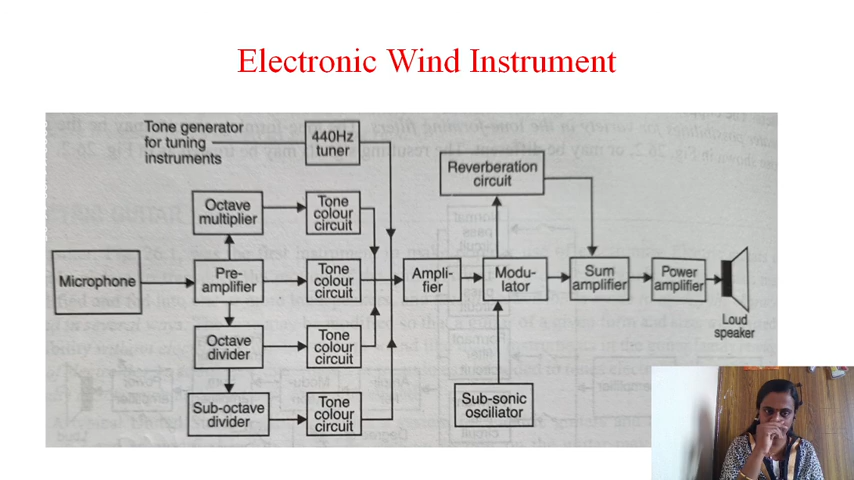 Electronic Wind Instrument
Tone generator
for tuning
instruments
440Hz
tuner
Reverberation
circuit
Octave
multiplier
Tone
colour
circuit
Microphone
Pre-
amplifier
Tone
colour
circuit
Ampli-
fier
Modu-
lator
Sum
amplifier
Power
amplifier
Loud
speaker
Octave
divider
Tone
colour
circuit
Sub-octave
divider
Tone
colour
circuit
Sub-sonic
osciliator